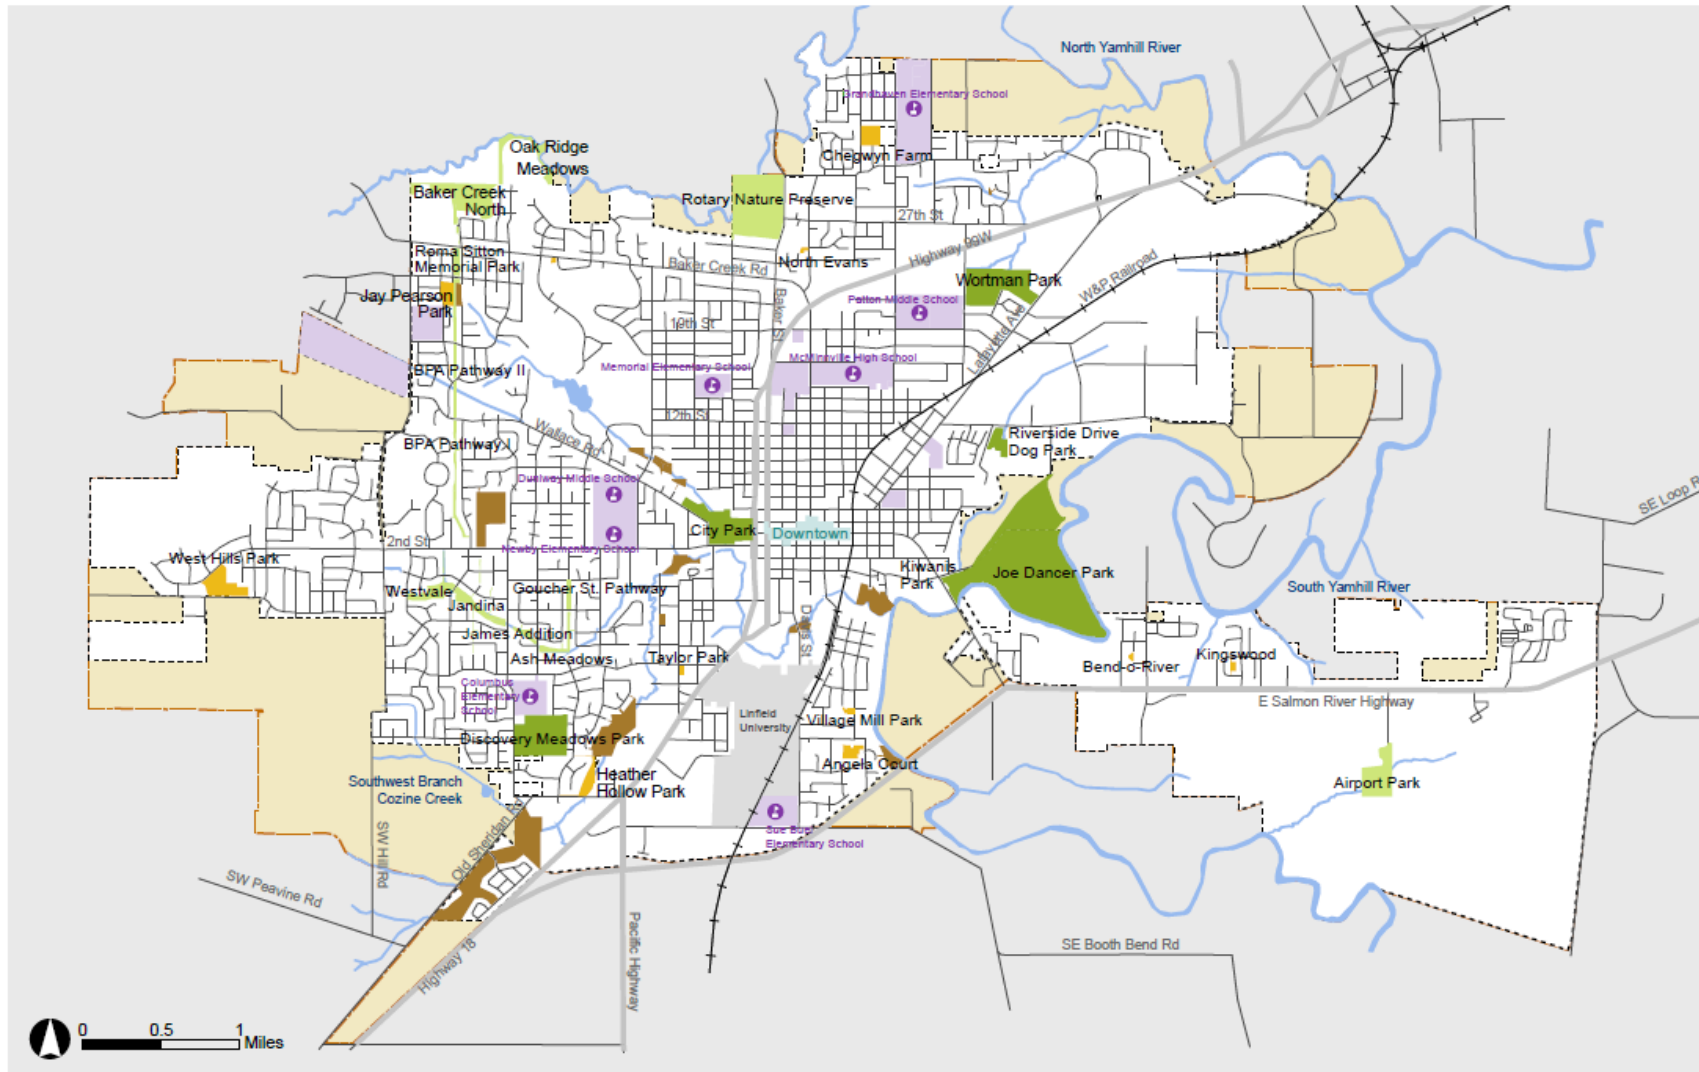 North Yamhill River
Grandhaven Elementary School
Chegwyn Farm
Oak Ridge
Meadows
Baker Creek
North
Rotary Nature Preserve
27th St
Highway 99W
Roma Sitton
Memorial Park
Baker Creek Rd
North Evans
Wortman Park
W&P Railroad
Jay Pearson
Park
Baker St
Patton Middle School
19th St
Lafayette Ave
McMinnville High School
Memorial Elementary School
BPA Pathway II
12th St
Wallace Rd
BPA Pathway I
Riverside Drive
Dog Park
Duniway Middle School
SE Loop R
City Park
Downtown
2nd St
Newby Elementary School
West Hills Park
Kiwanis
Park
Joe Dancer Park
South Yamhill River
Westvale
Jandina
Goucher St. Pathway
James Addition
Davis St
Ash Meadows
Taylor Park
Bend-o-River
Kingswood
Columbus
Elementary
School
E Salmon River Highway
Linfield
University
Village Mill Park
Discovery Meadows Park
Angela Court
Heather
Hollow Park
Southwest Branch
Cozine Creek
Airport Park
Old Sheridan Rd
SW Hill Rd
Sue Buel
Elementary School
SW Peavine Rd
Highway 18
Pacific Highway
SE Booth Bend Rd
0 0.5 1
Miles